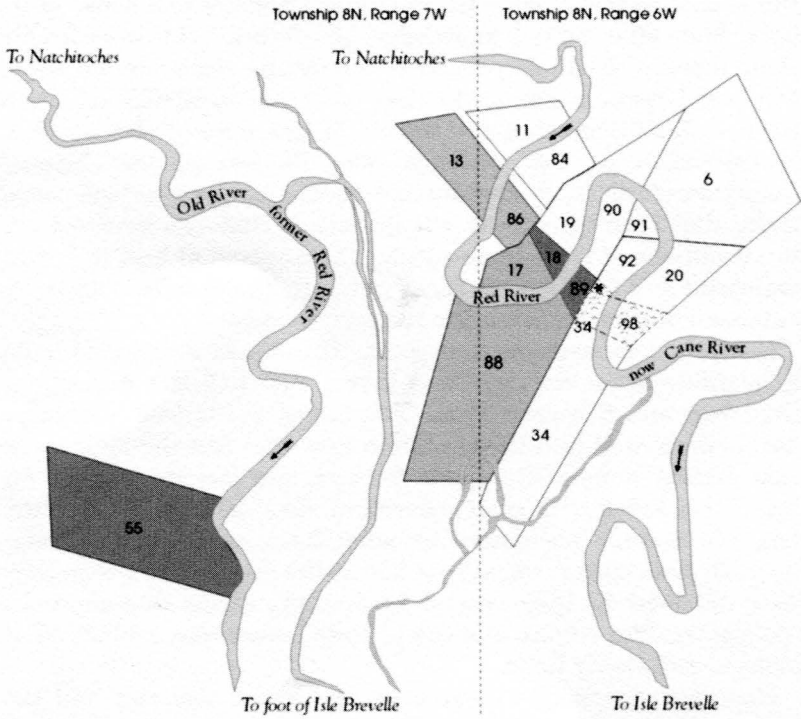 Township 8N, Range 7W
Township 8N, Range 6W
To Natchitoches
To Natchitoches
11
13
84
6
Old River
former Red River
86
19
90
91
18
92
17
20
89*
Red River
34
98
now Cane River
88
34
55
To foot of Isle Brevelle
To Isle Brevelle